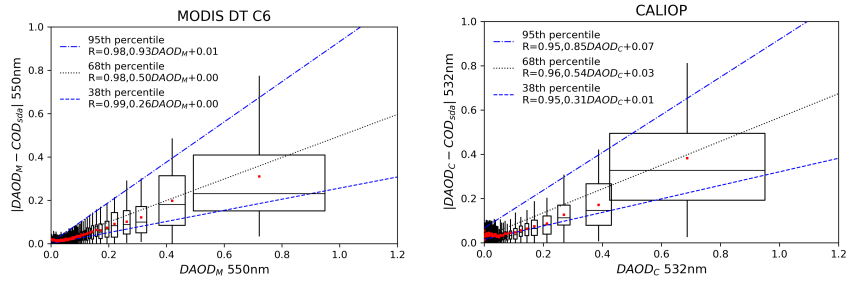 MODIS DT C6
95th percentile
R=0.98,0.93DAOD_M+0.01
68th percentile
R=0.98,0.50DAOD_M+0.00
38th percentile
R=0.99,0.26DAOD_M+0.00
|DAOD_M − COD_sda| 550nm
1.0
0.8
0.6
0.4
0.2
0.0
0.0 0.2 0.4 0.6 0.8 1.0 1.2
DAOD_M 550nm
CALIOP
95th percentile
R=0.95,0.85DAOD_C+0.07
68th percentile
R=0.96,0.54DAOD_C+0.03
38th percentile
R=0.95,0.31DAOD_C+0.01
|DAOD_C − COD_sda| 532nm
1.0
0.8
0.6
0.4
0.2
0.0
0.0 0.2 0.4 0.6 0.8 1.0 1.2
DAOD_C 532nm